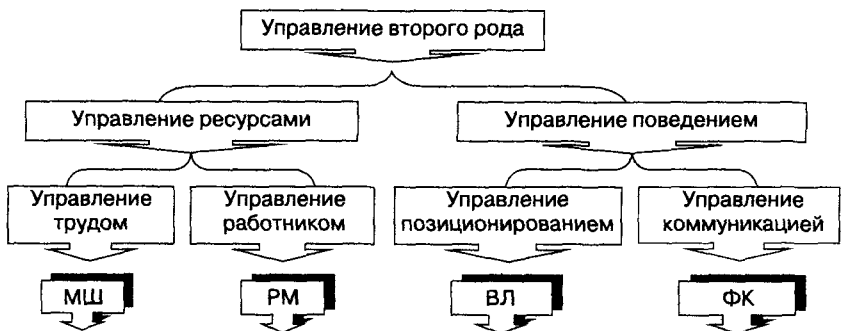 Управление второго рода
Управление ресурсами
Управление поведением
Управление
трудом
Управление
работником
Управление
позиционированием
Управление
коммуникацией
МШ
РМ
ВЛ
ФК